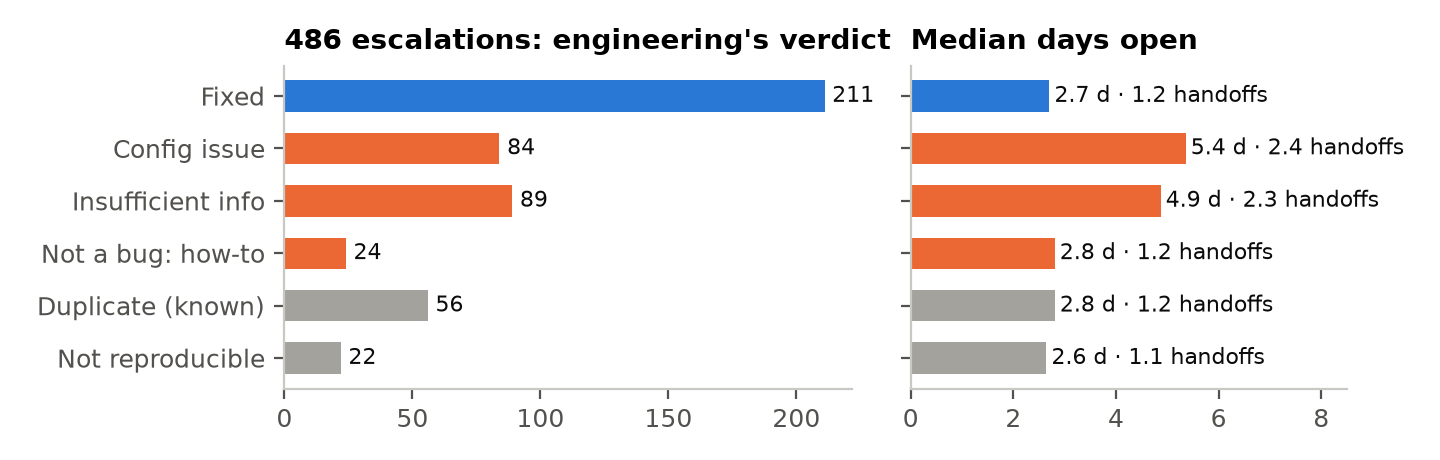 486 escalations: engineering's verdict
Median days open
Fixed
211
2.7 d · 1.2 handoffs
Config issue
84
5.4 d · 2.4 handoffs
Insufficient info
89
4.9 d · 2.3 handoffs
Not a bug: how-to
24
2.8 d · 1.2 handoffs
Duplicate (known)
56
2.8 d · 1.2 handoffs
Not reproducible
22
2.6 d · 1.1 handoffs
0 50 100 150 200
0 2 4 6 8